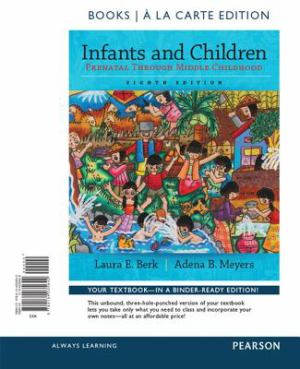 BOOKS | À LA CARTE EDITION
Infants and Children
PRENATAL THROUGH MIDDLE CHILDHOOD
EIGHTH EDITION
Laura E. Berk | Adena B. Meyers
YOUR TEXTBOOK—IN A BINDER-READY EDITION!
This unbound, three-hole-punched version of your textbook
lets you take only what you need to class and incorporate your
own notes—all at an affordable price!
ALWAYS LEARNING
PEARSON